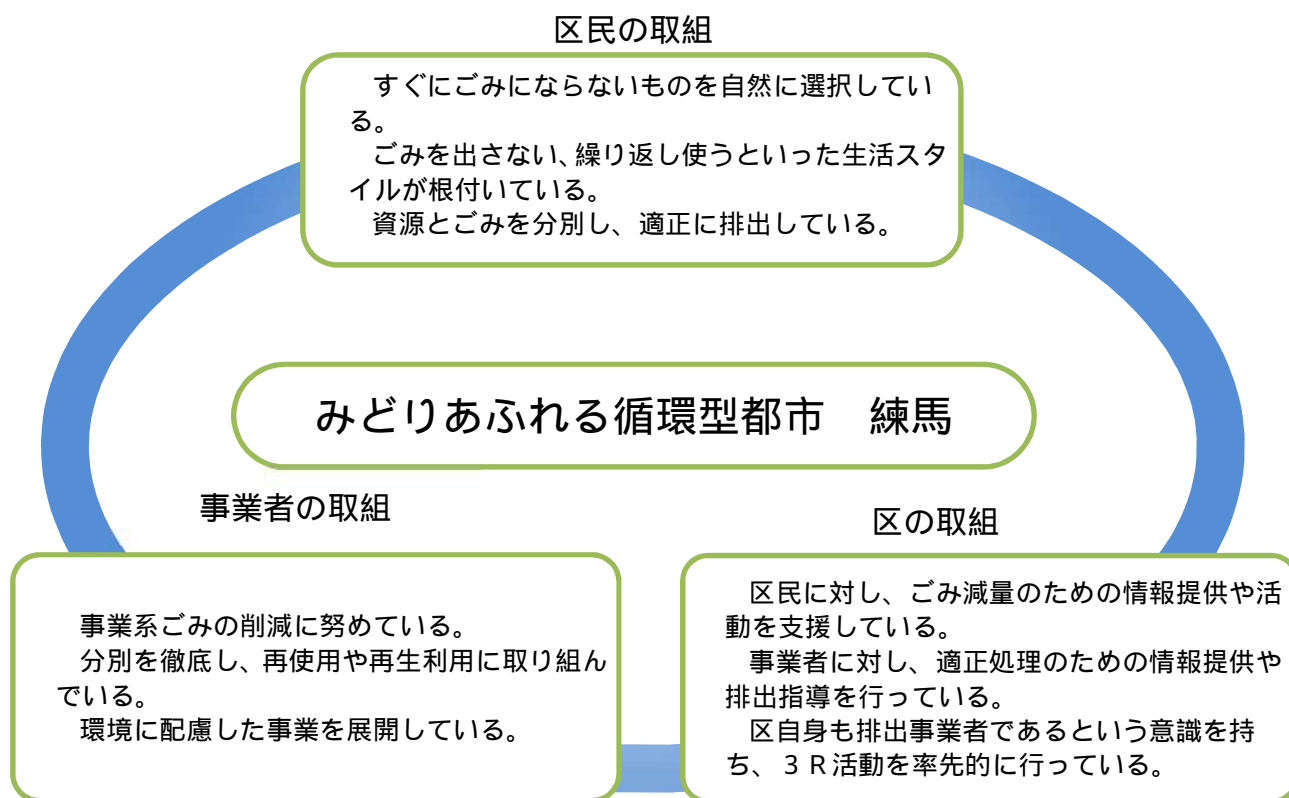 区民の取組
すぐにごみにならないものを自然に選択してい
る。
ごみを出さない、繰り返し使うといった生活スタ
イルが根付いている。
資源とごみを分別し、適正に排出している。
みどりあふれる循環型都市　練馬
事業者の取組
事業系ごみの削減に努めている。
分別を徹底し、再使用や再生利用に取り組ん
でいる。
環境に配慮した事業を展開している。
区の取組
区民に対し、ごみ減量のための情報提供や活
動を支援している。
事業者に対し、適正処理のための情報提供や
排出指導を行っている。
区自身も排出事業者であるという意識を持
ち、３Ｒ活動を率先的に行っている。